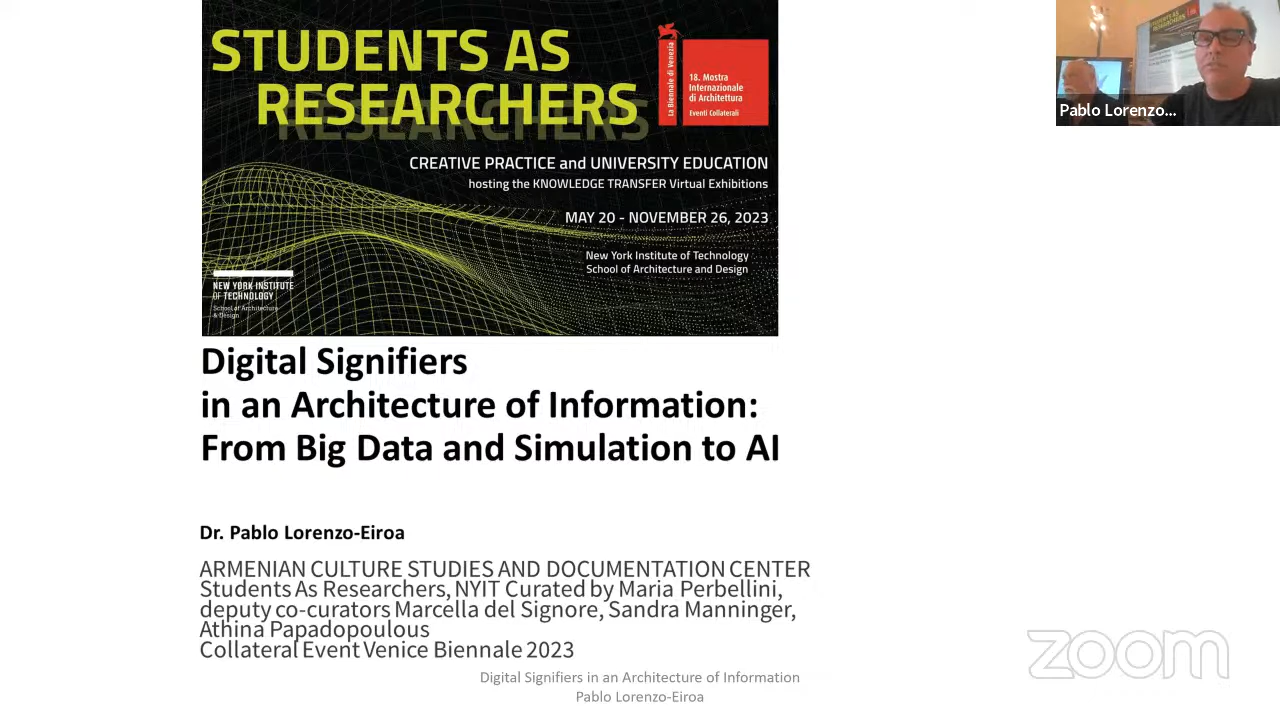 STUDENTS AS
RESEARCHERS
la Biennale di Venezia
18. Mostra
Internazionale
di Architettura
Eventi Collaterali
CREATIVE PRACTICE and UNIVERSITY EDUCATION
hosting the KNOWLEDGE TRANSFER Virtual Exhibitions
MAY 20 - NOVEMBER 26, 2023
New York Institute of Technology
School of Architecture and Design
NEW YORK INSTITUTE
OF TECHNOLOGY
School of Architecture
& Design
Pablo Lorenzo...
Digital Signifiers
in an Architecture of Information:
From Big Data and Simulation to AI
Dr. Pablo Lorenzo-Eiroa
ARMENIAN CULTURE STUDIES AND DOCUMENTATION CENTER
Students As Researchers, NYIT Curated by Maria Perbellini,
deputy co-curators Marcella del Signore, Sandra Manninger,
Athina Papadopoulous
Collateral Event Venice Biennale 2023
Digital Signifiers in an Architecture of Information
Pablo Lorenzo-Eiroa
zoom